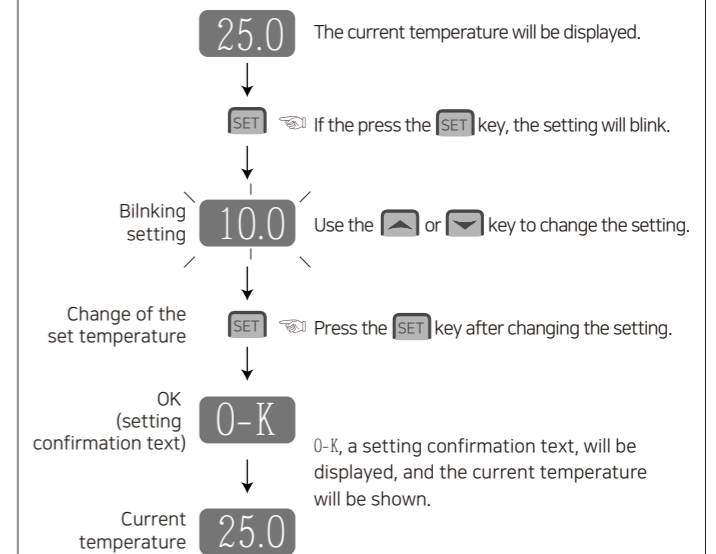 25.0 The current temperature will be displayed.
SET If the press the SET key, the setting will blink.
Bilnking
setting
10.0 Use the or key to change the setting.
Change of the
set temperature
SET Press the SET key after changing the setting.
OK
(setting
confirmation text)
0-K
0-K, a setting confirmation text, will be
displayed, and the current temperature
will be shown.
Current
temperature
25.0